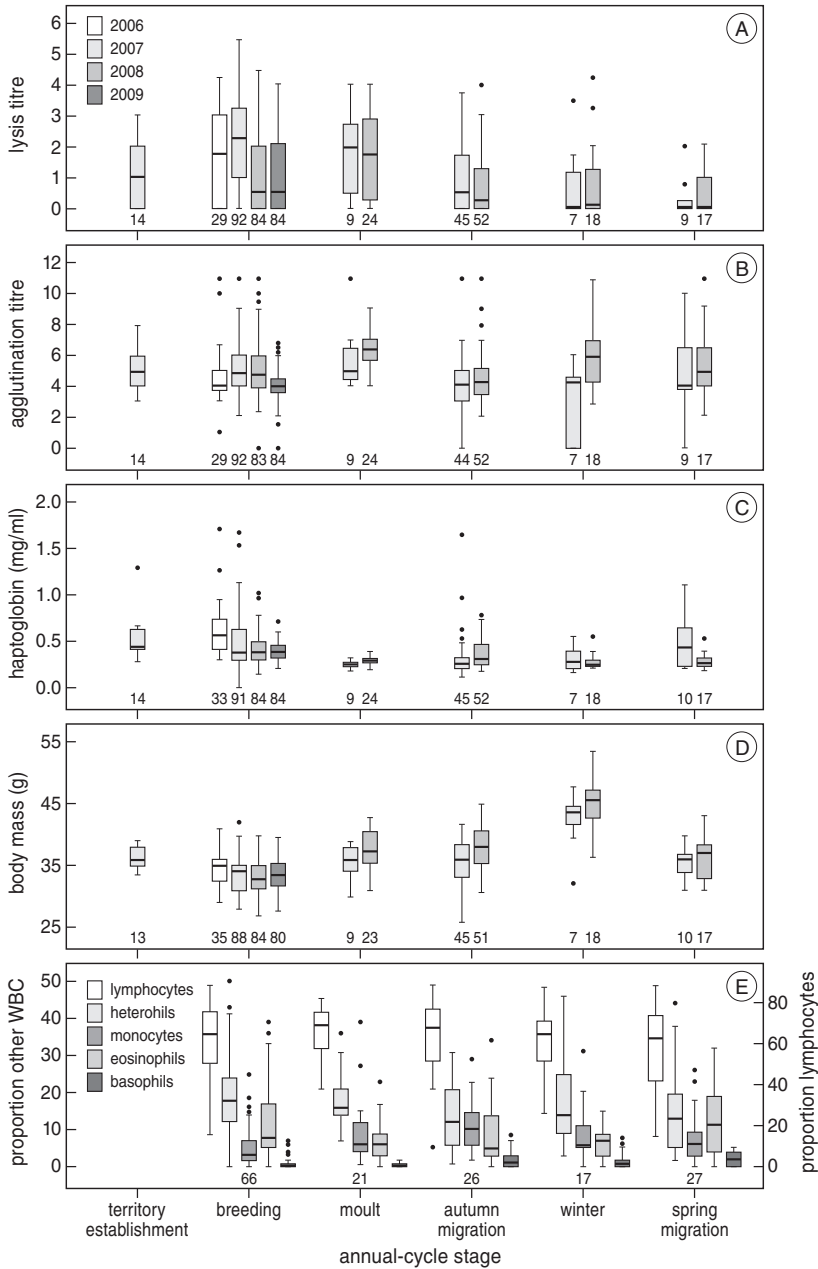 A
2006
2007
2008
2009
lysis titre
6
5
4
3
2
1
0
14 29 92 84 84 9 24 45 52 7 18 9 17
B
agglutination titre
12
10
8
6
4
2
0
14 29 92 83 84 9 24 44 52 7 18 9 17
C
haptoglobin (mg/ml)
2.0
1.5
1.0
0.5
0.0
14 33 91 84 84 9 24 45 52 7 18 10 17
D
body mass (g)
55
45
35
25
13 35 88 84 80 9 23 45 51 7 18 10 17
E
lymphocytes
heterohils
monocytes
eosinophils
basophils
proportion other WBC
50
40
30
20
10
0
proportion lymphocytes
80
60
40
20
0
66 21 26 17 27
territory establishment
breeding
moult
autumn migration
winter
spring migration
annual-cycle stage